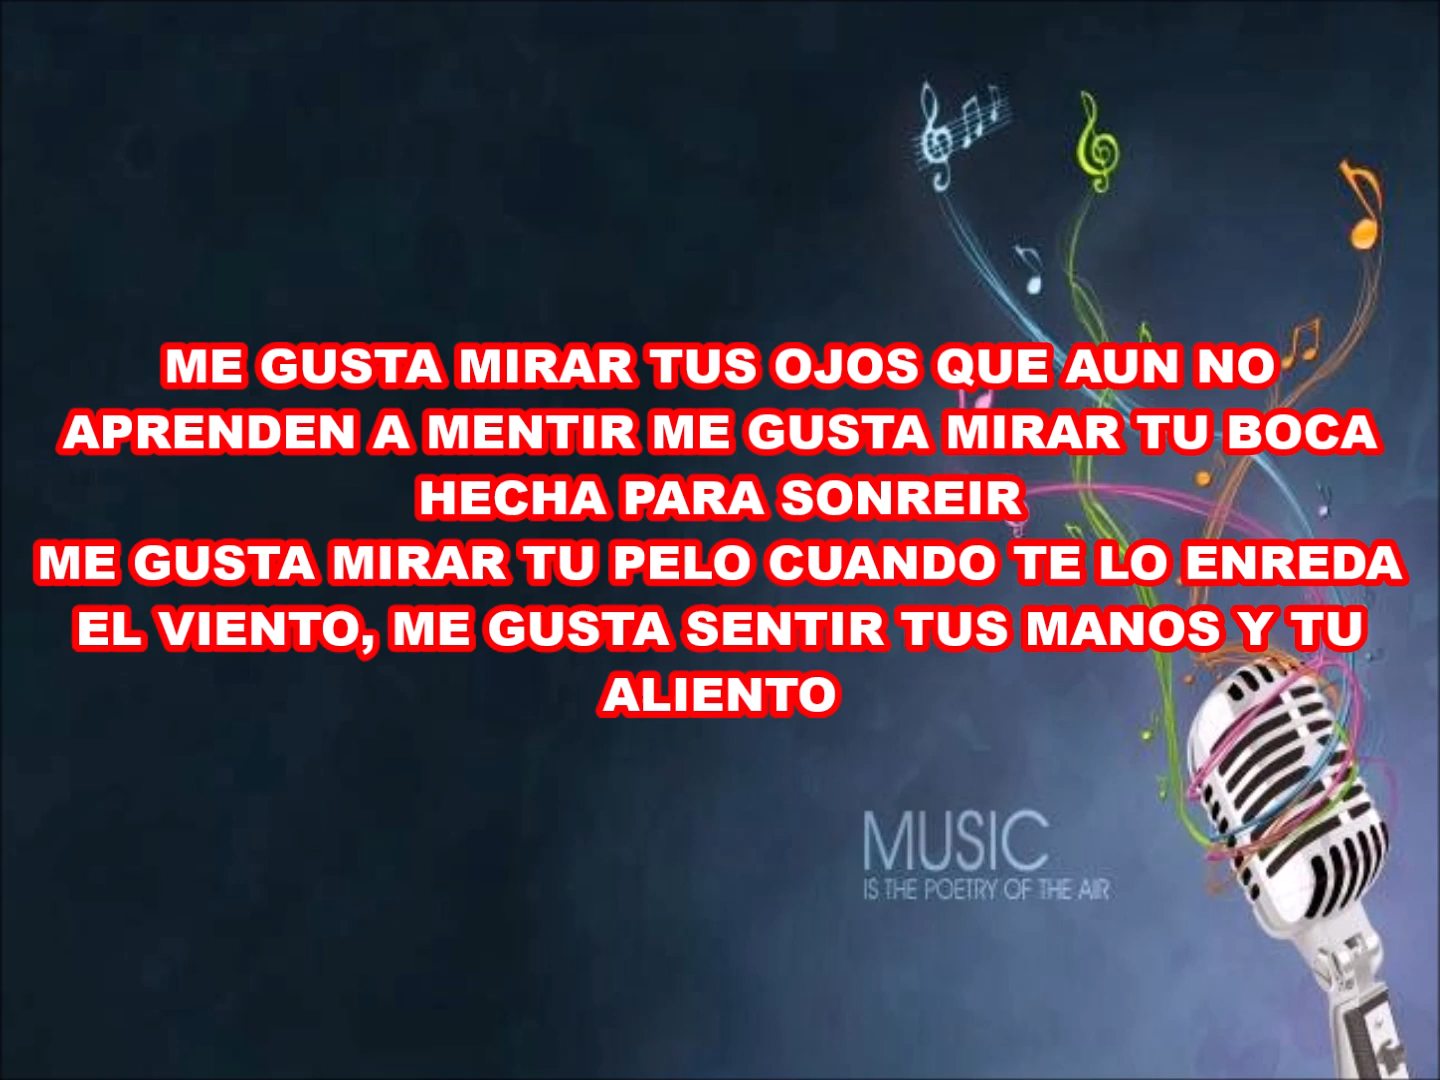 ME GUSTA MIRAR TUS OJOS QUE AUN NO
APRENDEN A MENTIR ME GUSTA MIRAR TU BOCA
HECHA PARA SONREIR
ME GUSTA MIRAR TU PELO CUANDO TE LO ENREDA
EL VIENTO, ME GUSTA SENTIR TUS MANOS Y TU
ALIENTO
MUSIC
IS THE POETRY OF THE AIR